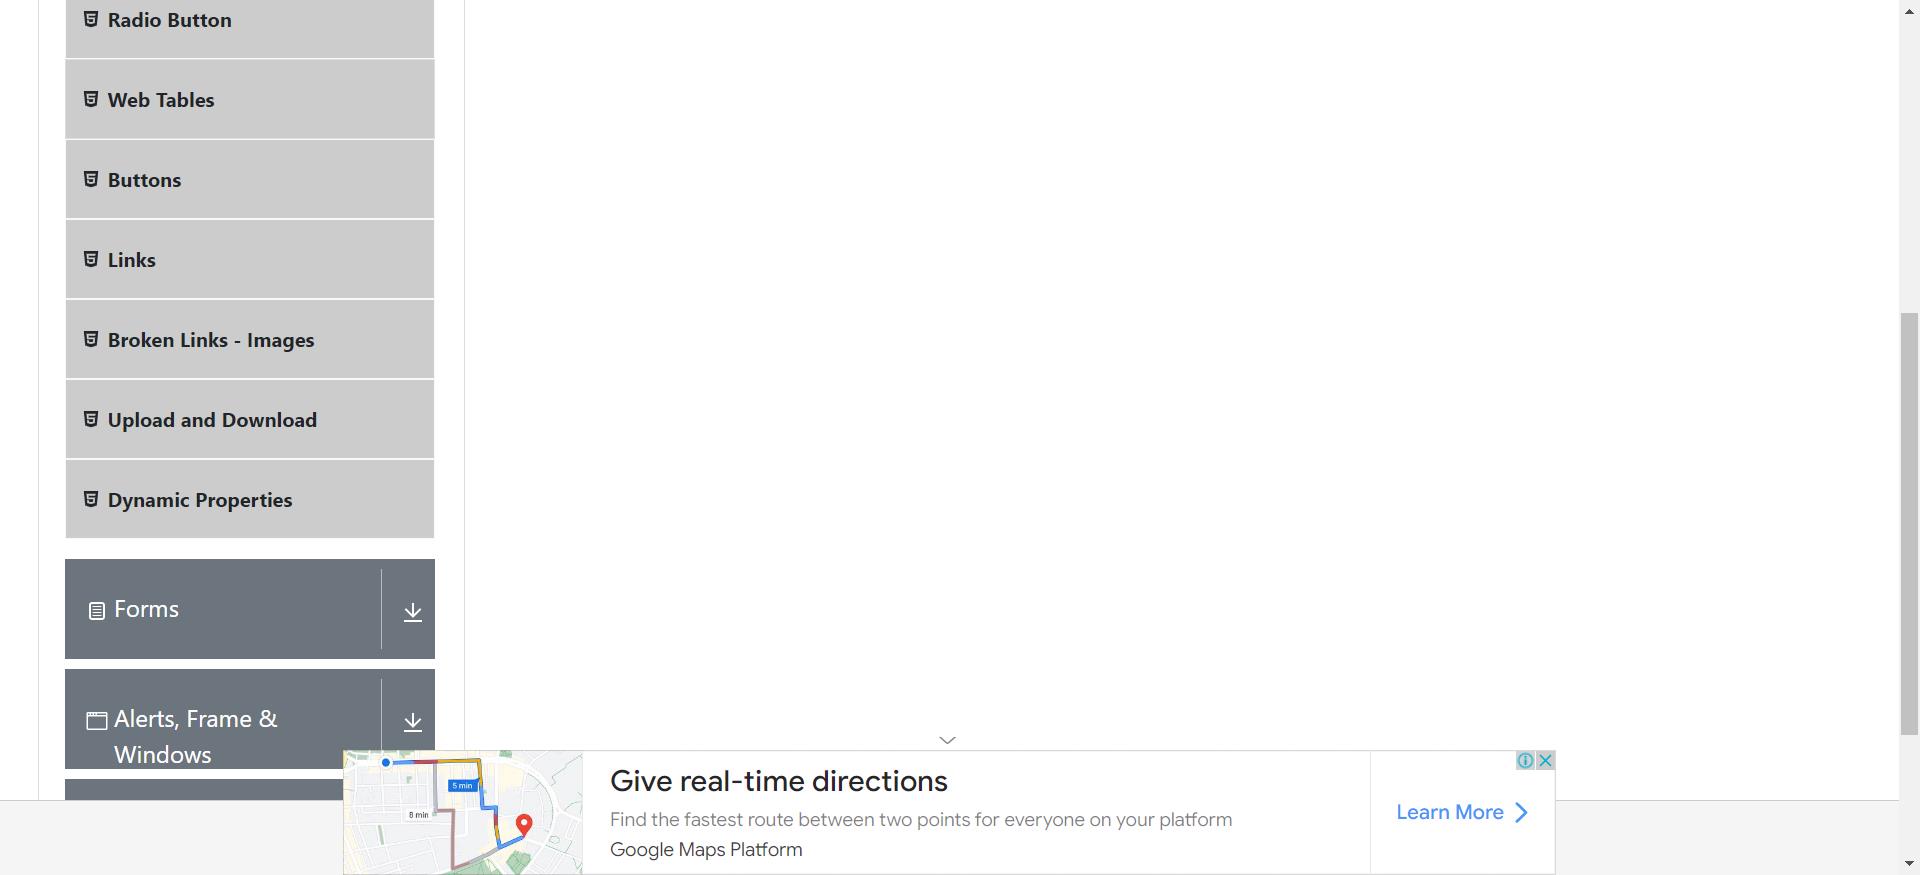 Radio Button
Web Tables
Buttons
Links
Broken Links - Images
Upload and Download
Dynamic Properties
Forms
Alerts, Frame &
Windows
5 min
8 min
Give real-time directions
Find the fastest route between two points for everyone on your platform
Google Maps Platform
Learn More